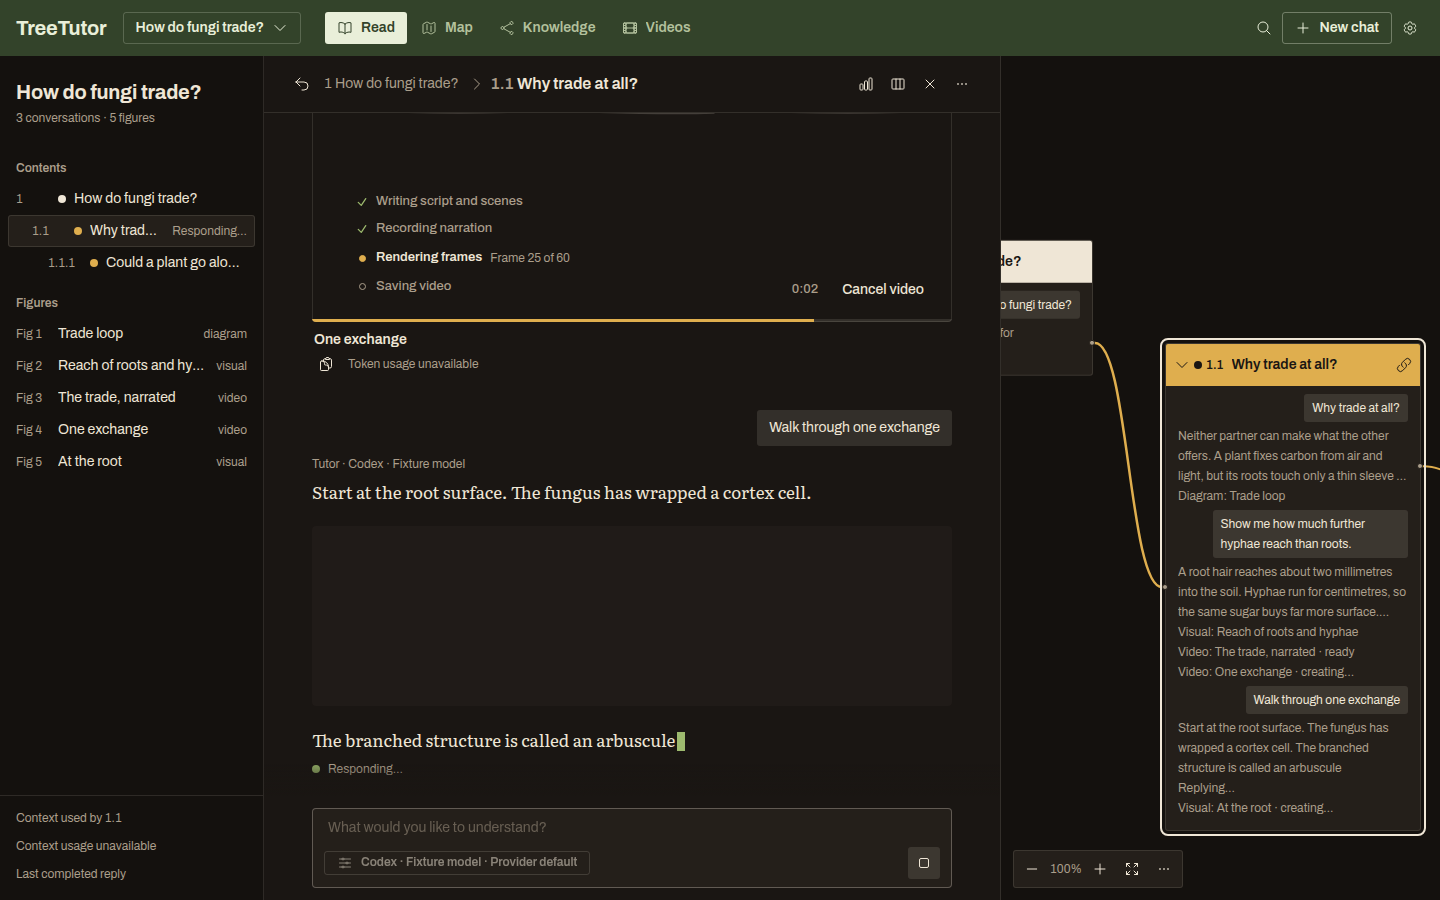 TreeTutor
How do fungi trade?
Read
Map
Knowledge
Videos
New chat
How do fungi trade?
3 conversations · 5 figures
Contents
1 How do fungi trade?
1.1 Why trad... Responding...
1.1.1 Could a plant go alo...
Figures
Fig 1 Trade loop diagram
Fig 2 Reach of roots and hy... visual
Fig 3 The trade, narrated video
Fig 4 One exchange video
Fig 5 At the root visual
Context used by 1.1
Context usage unavailable
Last completed reply
1 How do fungi trade? 1.1 Why trade at all?
Writing script and scenes
Recording narration
Rendering frames Frame 25 of 60
Saving video
0:02 Cancel video
One exchange
Token usage unavailable
Walk through one exchange
Tutor · Codex · Fixture model
Start at the root surface. The fungus has wrapped a cortex cell.
The branched structure is called an arbuscule
Responding...
What would you like to understand?
Codex · Fixture model · Provider default
de?
o fungi trade?
for
1.1 Why trade at all?
Why trade at all?
Neither partner can make what the other
offers. A plant fixes carbon from air and
light, but its roots touch only a thin sleeve ...
Diagram: Trade loop
Show me how much further
hyphae reach than roots.
A root hair reaches about two millimetres
into the soil. Hyphae run for centimetres, so
the same sugar buys far more surface....
Visual: Reach of roots and hyphae
Video: The trade, narrated · ready
Video: One exchange · creating...
Walk through one exchange
Start at the root surface. The fungus has
wrapped a cortex cell. The branched
structure is called an arbuscule
Replying...
Visual: At the root · creating...
100%